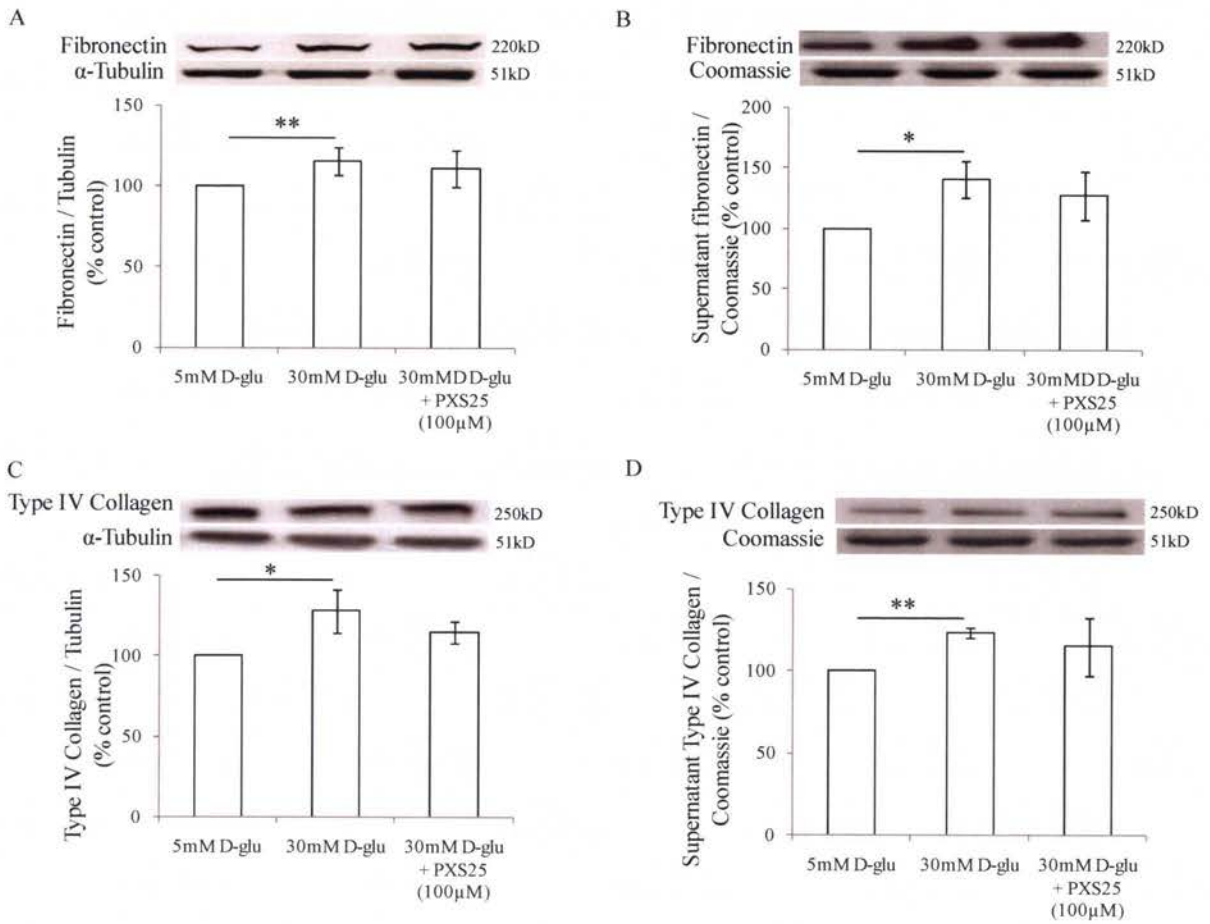 A
Fibronectin
220kD
α-Tubulin
51kD
Fibronectin / Tubulin
(% control)
150
100
50
0
**
5mM D-glu
30mM D-glu
30mMD D-glu
+ PXS25
(100µM)
B
Fibronectin
220kD
Coomassie
51kD
Supernatant fibronectin /
Coomassie (% control)
200
150
100
50
0
*
5mM D-glu
30mM D-glu
30mMD D-glu
+ PXS25
(100µM)
C
Type IV Collagen
250kD
α-Tubulin
51kD
Type IV Collagen / Tubulin
(% control)
150
100
50
0
*
5mM D-glu
30mM D-glu
30mM D-glu
+ PXS25
(100µM)
D
Type IV Collagen
250kD
Coomassie
51kD
Supernatant Type IV Collagen /
Coomassie (% control)
150
100
50
0
**
5mM D-glu
30mM D-glu
30mM D-glu
+ PXS25
(100µM)